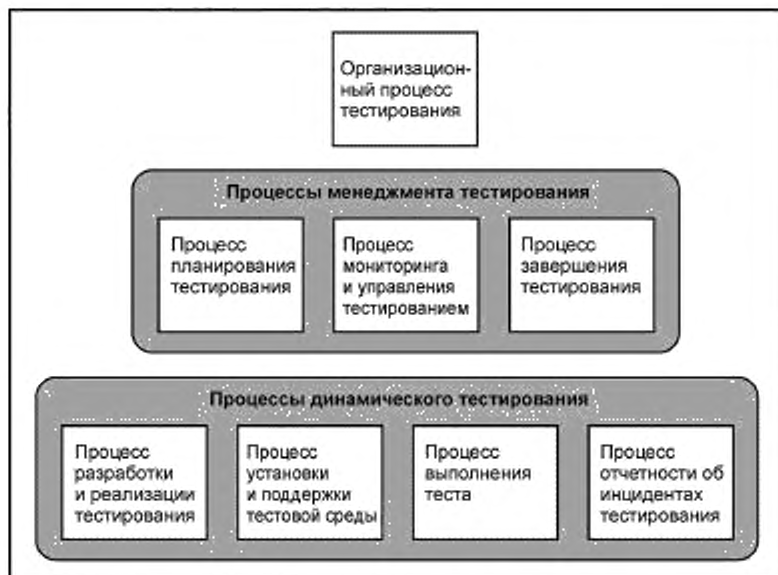 Организацион-
ный процесс
тестирования
Процессы менеджмента тестирования
Процесс
планирования
тестирования
Процесс
мониторинга
и управления
тестированием
Процесс
завершения
тестирования
Процессы динамического тестирования
Процесс
разработки
и реализации
тестирования
Процесс
установки
и поддержки
тестовой среды
Процесс
выполнения
теста
Процесс
отчетности об
инцидентах
тестирования